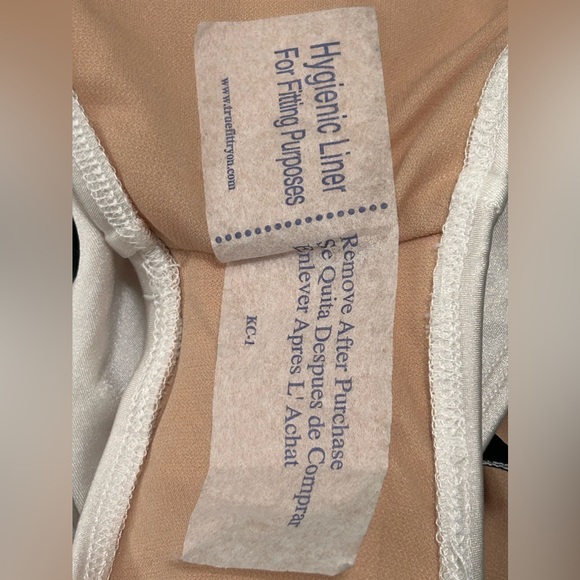 Hygienic Liner
For Fitting Purposes
www.truefittryon.com
Remove After Purchase
Se Quita Despues de Comprar
Enlever Apres L' Achat
KC-1